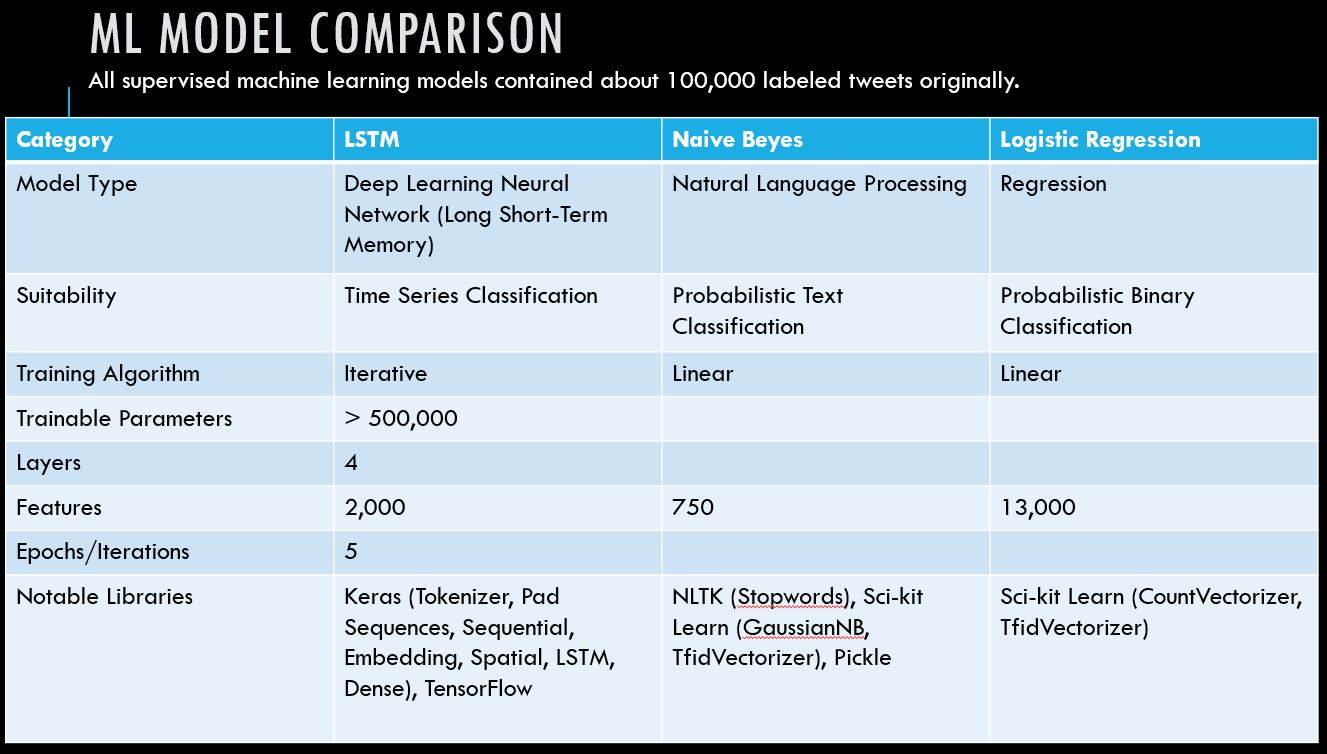 ML MODEL COMPARISON
All supervised machine learning models contained about 100,000 labeled tweets originally.
Category LSTM Naive Beyes Logistic Regression
Model Type Deep Learning Neural Natural Language Processing Regression
Network (Long Short-Term
Memory)
Suitability Time Series Classification Probabilistic Text Probabilistic Binary
Classification Classification
Training Algorithm Iterative Linear Linear
Trainable Parameters > 500,000
Layers 4
Features 2,000 750 13,000
Epochs/Iterations 5
Notable Libraries Keras (Tokenizer, Pad NLTK (Stopwords), Sci-kit Sci-kit Learn (CountVectorizer,
Sequences, Sequential, Learn (GaussianNB, TfidVectorizer)
Embedding, Spatial, LSTM, TfidVectorizer), Pickle
Dense), TensorFlow